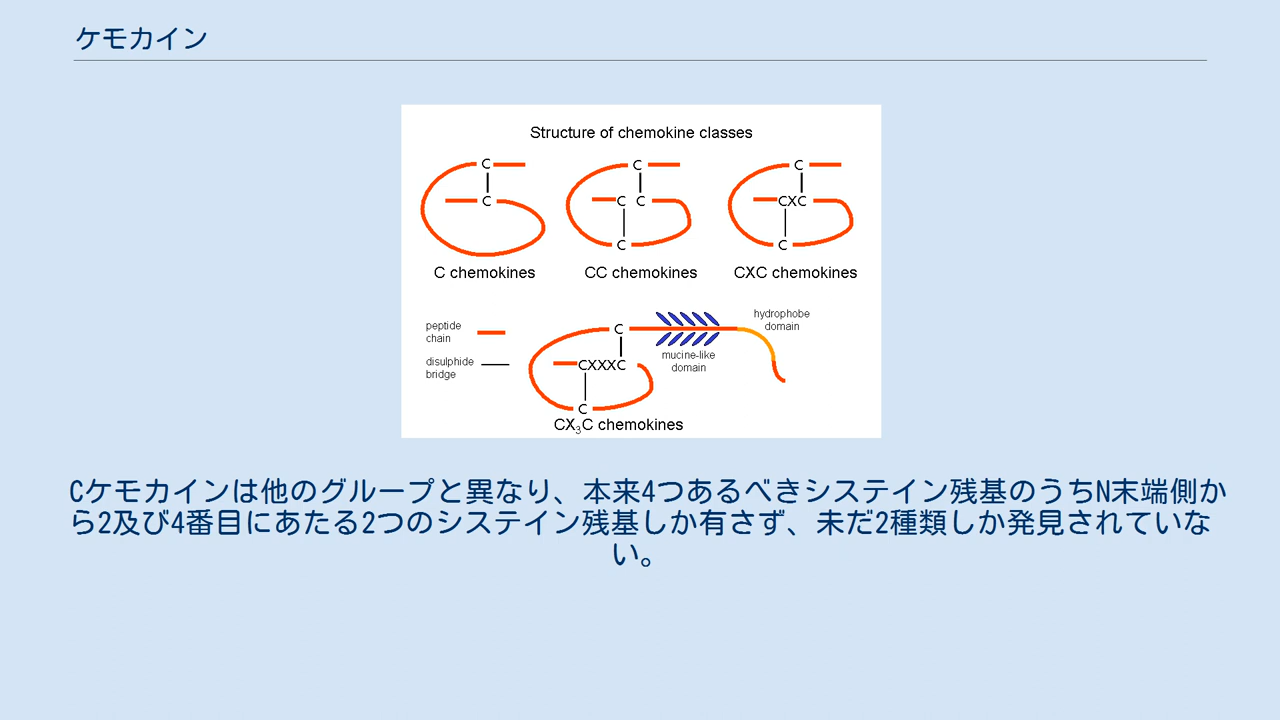 ケモカイン
Structure of chemokine classes
C
C
C chemokines
C
C C
C
CC chemokines
C
CXC
C
CXC chemokines
peptide
chain
disulphide
bridge
C
CXXXC
C
CX₃C chemokines
mucine-like
domain
hydrophobe
domain
Cケモカインは他のグループと異なり、本来4つあるべきシステイン残基のうちN末端側か
ら2及び4番目にあたる2つのシステイン残基しか有さず、未だ2種類しか発見されていな
い。